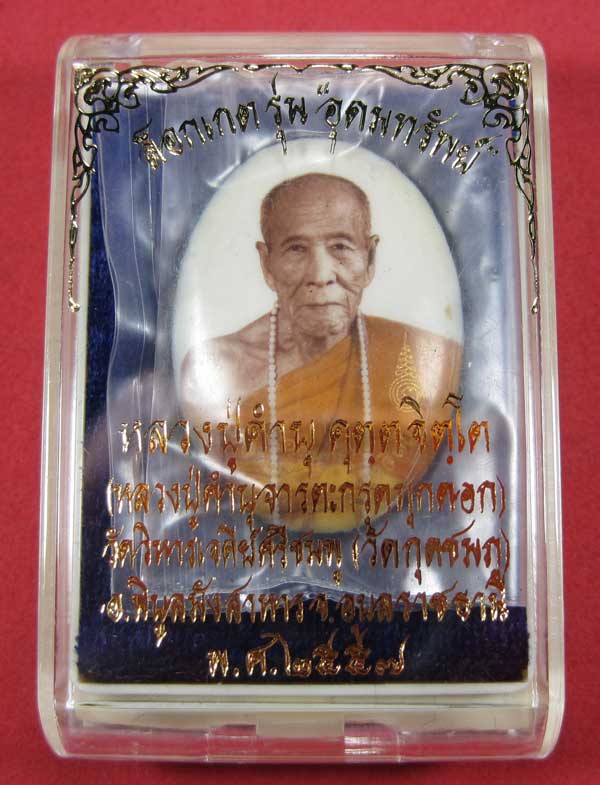 ล็อกเกตรุ่น "อุดมทรัพย์"
หลวงปู่คำบุ คุตฺตจิตฺโต
(หลวงปู่คำบุจารตะกรุดทุกดอก)
วัดวิหารเจดีย์ศรีชมพู (วัดกุดชมภู)
อ.พิบูลมังสาหาร จ.อุบลราชธานี
พ.ศ.๒๕๕๗